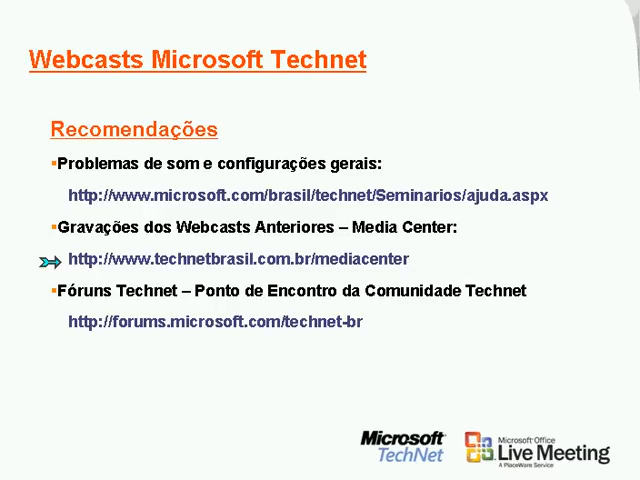 Webcasts Microsoft Technet
Recomendações
Problemas de som e configurações gerais:
http://www.microsoft.com/brasil/technet/Seminarios/ajuda.aspx
Gravações dos Webcasts Anteriores – Media Center:
http://www.technetbrasil.com.br/mediacenter
Fóruns Technet – Ponto de Encontro da Comunidade Technet
http://forums.microsoft.com/technet-br
Microsoft
TechNet
Microsoft Office
Live Meeting
A PlaceWare Service